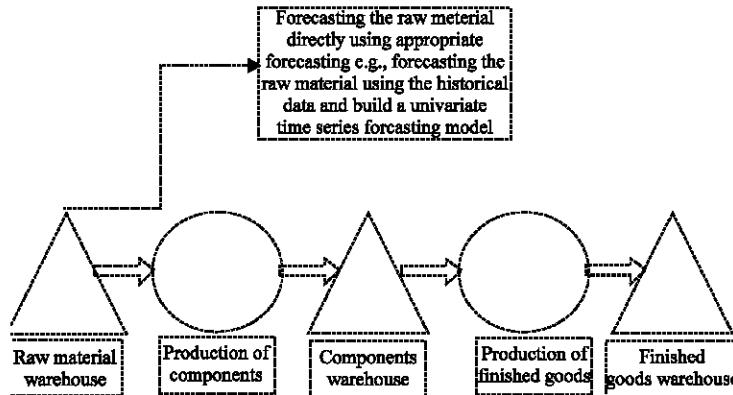 Forecasting the raw meterial
directly using appropriate
forecasting e.g., forecasting the
raw material using the historical
data and build a univariate
time series forcasting model
Raw material
warehouse
Production of
components
Components
warehouse
Production of
finished goods
Finished
goods warehouse